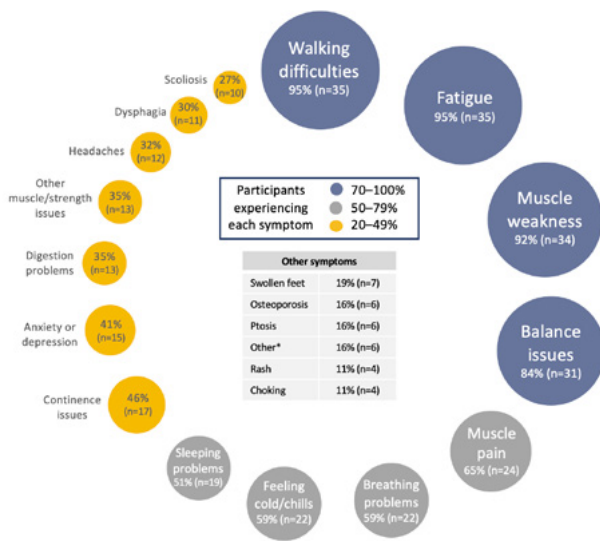 Walking
difficulties
95% (n=35)
Fatigue
95% (n=35)
Muscle
weakness
92% (n=34)
Balance
issues
84% (n=31)
Muscle
pain
65% (n=24)
Breathing
problems
59% (n=22)
Feeling
cold/chills
59% (n=22)
Sleeping
problems
51% (n=19)
Continence
issues
46%
(n=17)
Anxiety or
depression
41%
(n=15)
Digestion
problems
35%
(n=13)
Other
muscle/strength
issues
35%
(n=13)
Headaches
32%
(n=12)
Dysphagia
30%
(n=11)
Scoliosis
27%
(n=10)
Participants
experiencing
each symptom
70–100%
50–79%
20–49%
Other symptoms
Swollen feet 19% (n=7)
Osteoporosis 16% (n=6)
Ptosis 16% (n=6)
Other* 16% (n=6)
Rash 11% (n=4)
Choking 11% (n=4)